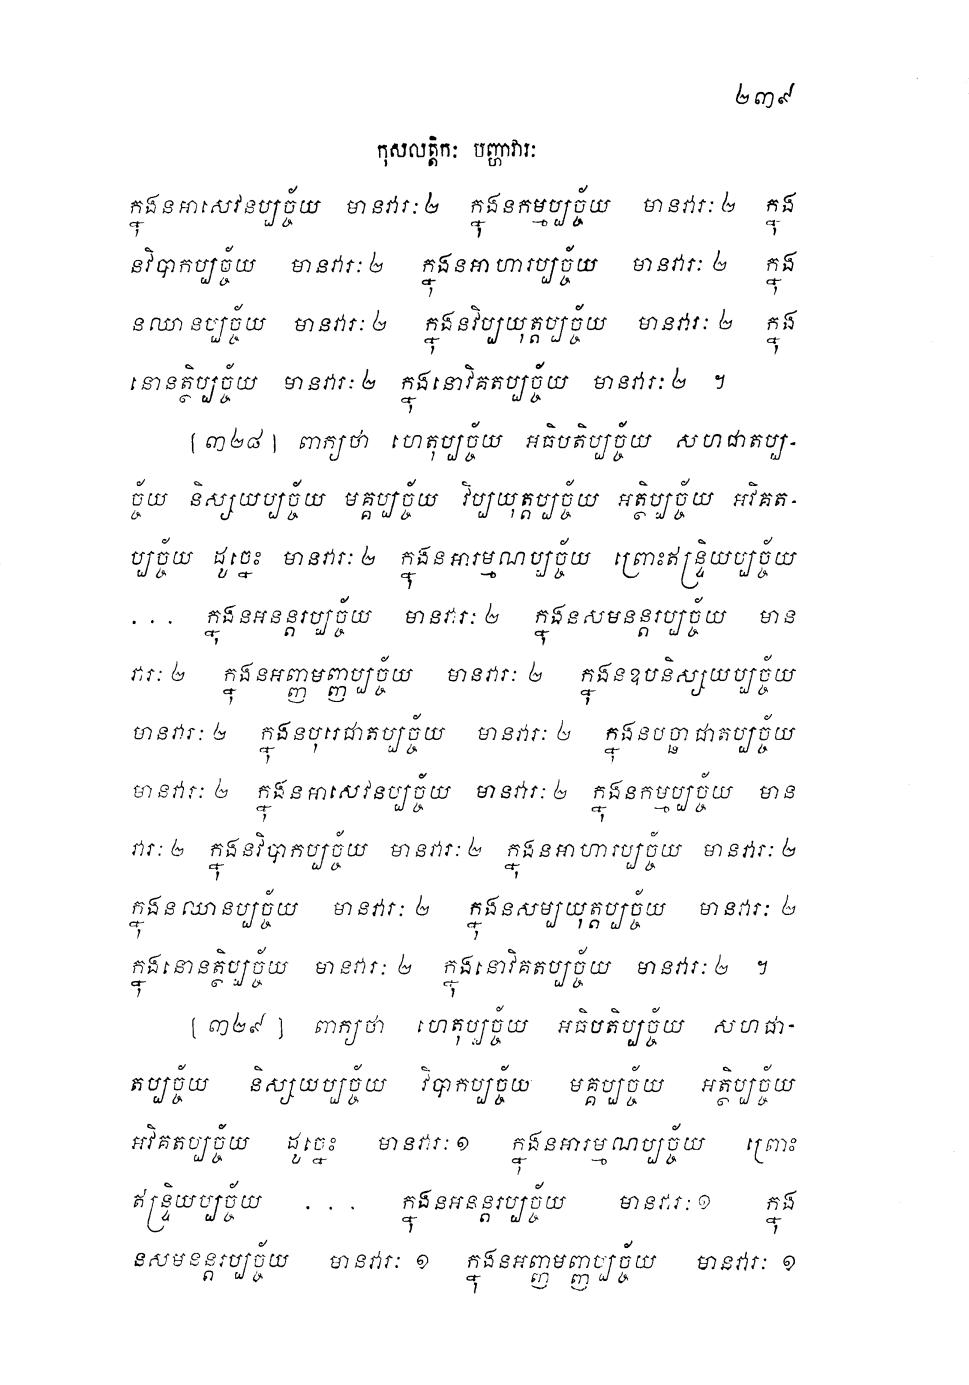 ២៣៩
កុសលត្តិកៈ បញ្ហាវារៈ
ក្នុងនអាសេវនប្បច្ច័យ មានវារៈ ២ ក្នុងនកម្មប្បច្ច័យ មានវារៈ ២ ក្នុង
នវិបាកប្បច្ច័យ មានវារៈ ២ ក្នុងនអាហារប្បច្ច័យ មានវារៈ ២ ក្នុង
នឈានប្បច្ច័យ មានវារៈ ២ ក្នុងនវិប្បយុត្តប្បច្ច័យ មានវារៈ ២ ក្នុង
នោនត្ថិប្បច្ច័យ មានវារៈ ២ ក្នុងនោវិគតប្បច្ច័យ មានវារៈ ២ ។
[៣២៨] ពាក្យថា ហេតុប្បច្ច័យ អធិបតិប្បច្ច័យ សហជាតប្ប-
ច្ច័យ និស្សយប្បច្ច័យ មគ្គប្បច្ច័យ វិប្បយុត្តប្បច្ច័យ អត្ថិប្បច្ច័យ អវិគត-
ប្បច្ច័យ ដូច្នេះ មានវារៈ ២ ក្នុងនអារម្មណប្បច្ច័យ ព្រោះឥន្ទ្រិយប្បច្ច័យ
... ក្នុងនអនន្តរប្បច្ច័យ មានវារៈ ២ ក្នុងនសមនន្តរប្បច្ច័យ មាន
វារៈ ២ ក្នុងនអញ្ញមញ្ញប្បច្ច័យ មានវារៈ ២ ក្នុងនឧបនិស្សយប្បច្ច័យ
មានវារៈ ២ ក្នុងនបុរេជាតប្បច្ច័យ មានវារៈ ២ ក្នុងនបច្ឆាជាតប្បច្ច័យ
មានវារៈ ២ ក្នុងនអាសេវនប្បច្ច័យ មានវារៈ ២ ក្នុងនកម្មប្បច្ច័យ មាន
វារៈ ២ ក្នុងនវិបាកប្បច្ច័យ មានវារៈ ២ ក្នុងនអាហារប្បច្ច័យ មានវារៈ ២
ក្នុងនឈានប្បច្ច័យ មានវារៈ ២ ក្នុងនសម្បយុត្តប្បច្ច័យ មានវារៈ ២
ក្នុងនោនត្ថិប្បច្ច័យ មានវារៈ ២ ក្នុងនោវិគតប្បច្ច័យ មានវារៈ ២ ។
[៣២៩] ពាក្យថា ហេតុប្បច្ច័យ អធិបតិប្បច្ច័យ សហជា-
តប្បច្ច័យ និស្សយប្បច្ច័យ វិបាកប្បច្ច័យ មគ្គប្បច្ច័យ អត្ថិប្បច្ច័យ
អវិគតប្បច្ច័យ ដូច្នេះ មានវារៈ ១ ក្នុងនអារម្មណប្បច្ច័យ ព្រោះ
ឥន្ទ្រិយប្បច្ច័យ ... ក្នុងនអនន្តរប្បច្ច័យ មានវារៈ ១ ក្នុង
នសមនន្តរប្បច្ច័យ មានវារៈ ១ ក្នុងនអញ្ញមញ្ញប្បច្ច័យ មានវារៈ ១